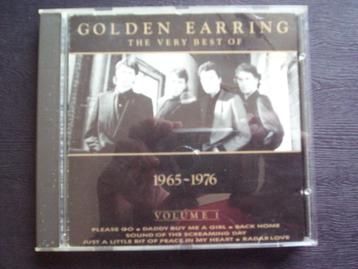 GOLDEN EARRING
THE VERY BEST OF
1965-1976
VOLUME 1
PLEASE GO • DADDY BUY ME A GIRL • BACK HOME
SOUND OF THE SCREAMING DAY
JUST A LITTLE BIT OF PEACE IN MY HEART • RADAR LOVE